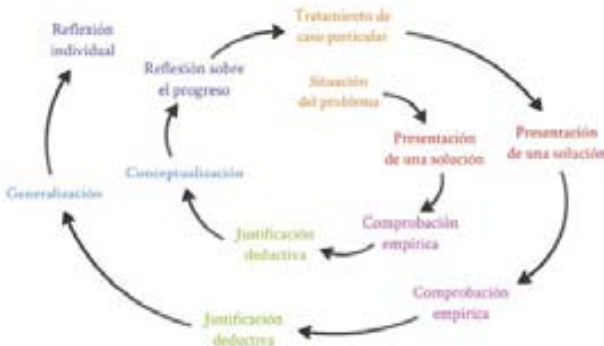 Tratamiento de
caso particular
Reflexión
individual
Reflexión sobre
el progreso
Situación
del problema
Presentación
de una solución
Presentación
de una solución
Conceptualización
Generalización
Comprobación
empírica
Justificación
deductiva
Comprobación
empírica
Justificación
deductiva